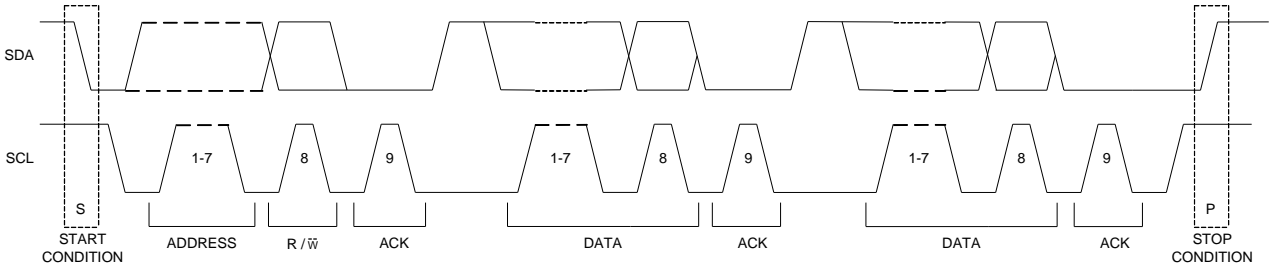 SDA
SCL
1-7
8
9
1-7
8
9
1-7
8
9
S
P
START
CONDITION
ADDRESS
R / W̅
ACK
DATA
ACK
DATA
ACK
STOP
CONDITION